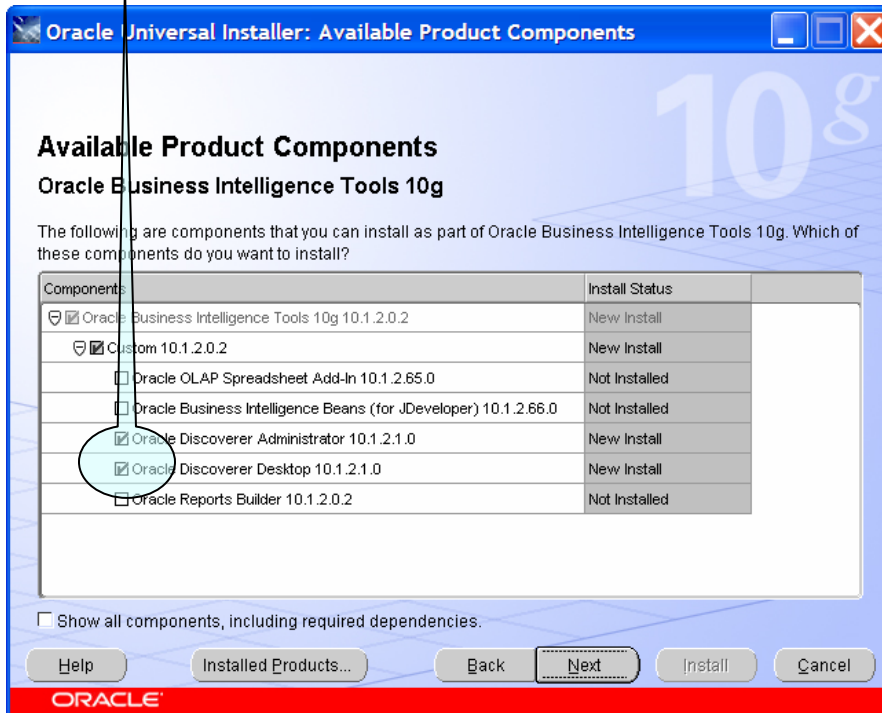 Oracle Universal Installer: Available Product Components
10g
Available Product Components
Oracle Business Intelligence Tools 10g
The following are components that you can install as part of Oracle Business Intelligence Tools 10g. Which of
these components do you want to install?
Components Install Status
Oracle Business Intelligence Tools 10g 10.1.2.0.2 New Install
Custom 10.1.2.0.2 New Install
Oracle OLAP Spreadsheet Add-In 10.1.2.65.0 Not Installed
Oracle Business Intelligence Beans (for JDeveloper) 10.1.2.66.0 Not Installed
Oracle Discoverer Administrator 10.1.2.1.0 New Install
Oracle Discoverer Desktop 10.1.2.1.0 New Install
Oracle Reports Builder 10.1.2.0.2 Not Installed
Show all components, including required dependencies.
Help Installed Products... Back Next Install Cancel
ORACLE